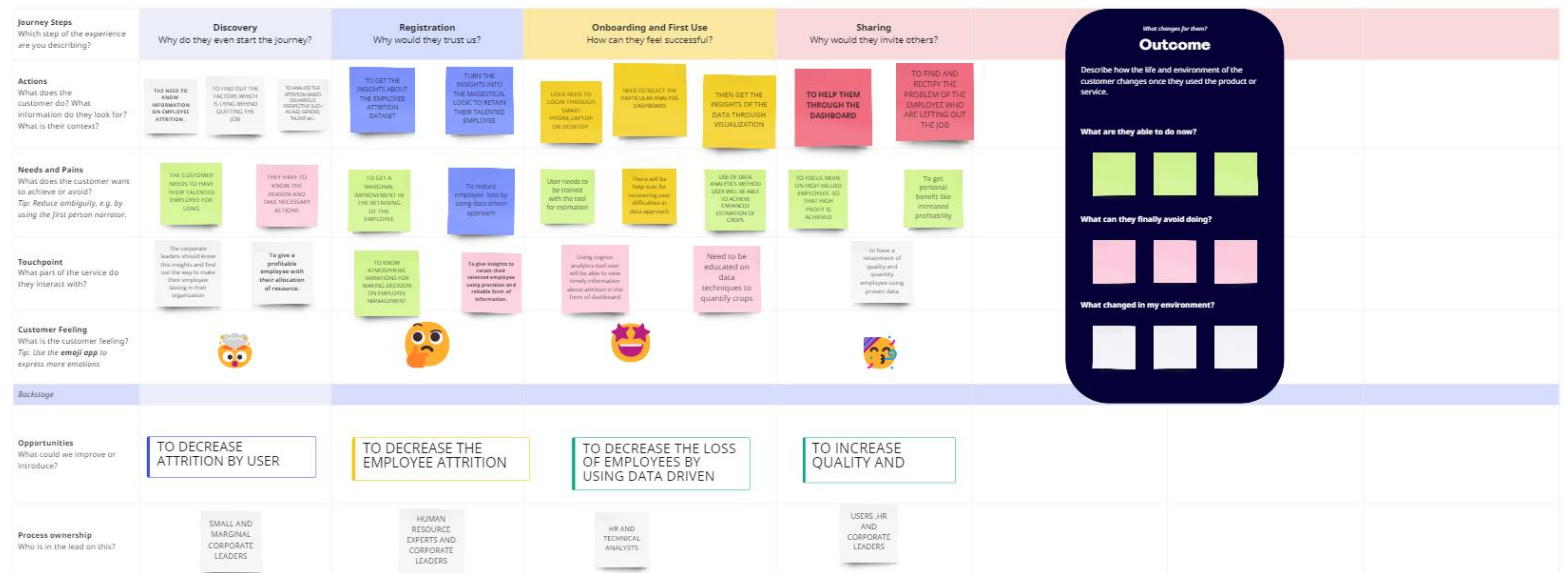 Journey Steps
Which step of the experience
are you describing?
Discovery
Why do they even start the journey?
Registration
Why would they trust us?
Onboarding and First Use
How can they feel successful?
Sharing
Why would they invite others?
Actions
What does the
customer do? What
information do they look for?
What is their context?
THE NEED TO
KNOW
INFORMATION
ON EMPLOYEE
ATTRITION .
TO FIND OUT THE
FACTORS WHICH
IS LYING BEHIND
QUITTING THE
JOB
TO ANALYZE THE
ATTRITION BASED
ON VARIOUS
PERSPECTIVE SUCH
AS AGE, GENDER,
TALENT etc..
TO GET THE
INSIGHTS ABOUT
THE EMPLOYEE
ATTRITION
DATASET
TURN THE
INSIGHTS INTO
THE MAGISTICAL
LOGIC TO RETAIN
THEIR TALENTED
EMPLOYEE
USER NEED TO
LOGIN THROUGH
SMART
PHONE,LAPTOP
OR DESKTOP.
NEED TO SELECT THE
PARTICULAR ANALYSIS
DASHBOARD
THEN GET THE
INSIGHTS OF THE
DATA THROUGH
VISUALIZATION
TO HELP THEM
THROUGH THE
DASHBOARD
TO FIND AND
RECTIFY THE
PROBLEM OF THE
EMPLOYEE WHO
ARE LEFTING OUT
THE JOB
Needs and Pains
What does the customer want
to achieve or avoid?
Tip: Reduce ambiguity, e.g. by
using the first person narrator.
THE CUSTOMER
NEEDS TO HAVE
THEIR TALENTED
EMPLOYEE FOR
LONG
THEY HAVE TO
KNOW THE
REASON AND
TAKE NECESSARY
ACTIONS
TO GET A
MARGINAL
IMPROVEMENT IN
THE RETAINING
OF THE
EMPLOYEE
To reduce
employee loss by
using data driven
approach
User needs to
be trained
with the tool
for estimation
There will be
help icon for
recovering user
difficulties in
data approach
USE OF DATA
ANALYTICS METHOD
USER WILL BE ABLE
TO ACHIEVE
ENHANCED
ESTIMATION OF
CROPS
TO FOCUS MORE
ON HIGH VALUED
EMPLOYEES SO
THAT HIGH
PROFIT IS
ACHIEVED
To get
personal
benefit like
increased
profitability
Touchpoint
What part of the service do
they interact with?
The corporate
leaders should know
this insights and find
out the way to make
their employee
lasting in their
organisation
To give a
profitable
employee with
their allocation
of resource.
TO KNOW
ATMOSPHERIC
VARIATIONS FOR
MAKING DECISION
ON EMPLOYEE
MANAGEMENT
To give insights to
retain their
talented employee
using precision and
reliable form of
information.
Using cognos
analytics tool user
will be able to view
timely information
about attrition in the
form of dashboard
Need to be
educated on
data
techniques to
quantify crops
to have a
retainment of
quality and
quantity
employee using
proven data
Customer Feeling
What is the customer feeling?
Tip: Use the emoji app to
express more emotions
Backstage
Opportunities
What could we improve or
introduce?
TO DECREASE
ATTRITION BY USER
TO DECREASE THE
EMPLOYEE ATTRITION
TO DECREASE THE LOSS
OF EMPLOYEES BY
USING DATA DRIVEN
TO INCREASE
QUALITY AND
Process ownership
Who is in the lead on this?
SMALL AND
MARGINAL
CORPORATE
LEADERS
HUMAN
RESOURCE
EXPERTS AND
CORPORATE
LEADERS
HR AND
TECHNICAL
ANALYSTS
USERS ,HR
AND
CORPORATE
LEADERS
What changes for them?
Outcome
Describe how the life and environment of the
customer changes once they used the product or
service.
What are they able to do now?
What can they finally avoid doing?
What changed in my environment?